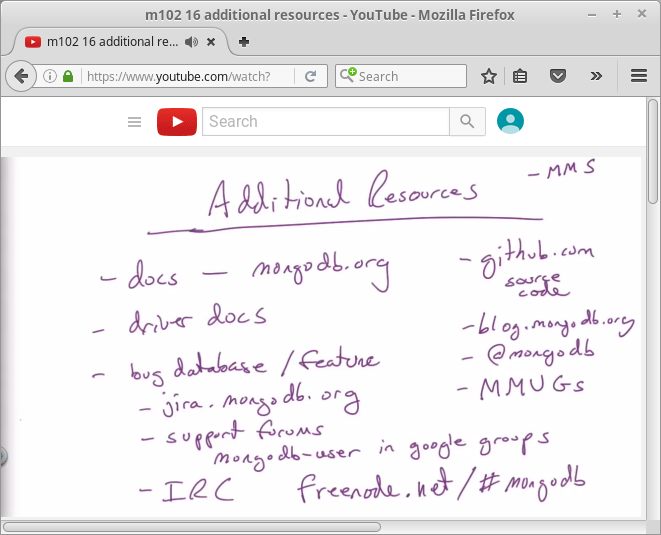 m102 16 additional resources - YouTube - Mozilla Firefox
m102 16 additional re...
https://www.youtube.com/watch?
Search
Search
- MMS
Additional Resources
- docs — mongodb.org
- driver docs
- bug database / feature
- jira.mongodb.org
- support forums
mongodb-user in google groups
- IRC freenode.net/#mongodb
- github.com
source
code
- blog.mongodb.org
- @mongodb
- MMUGs